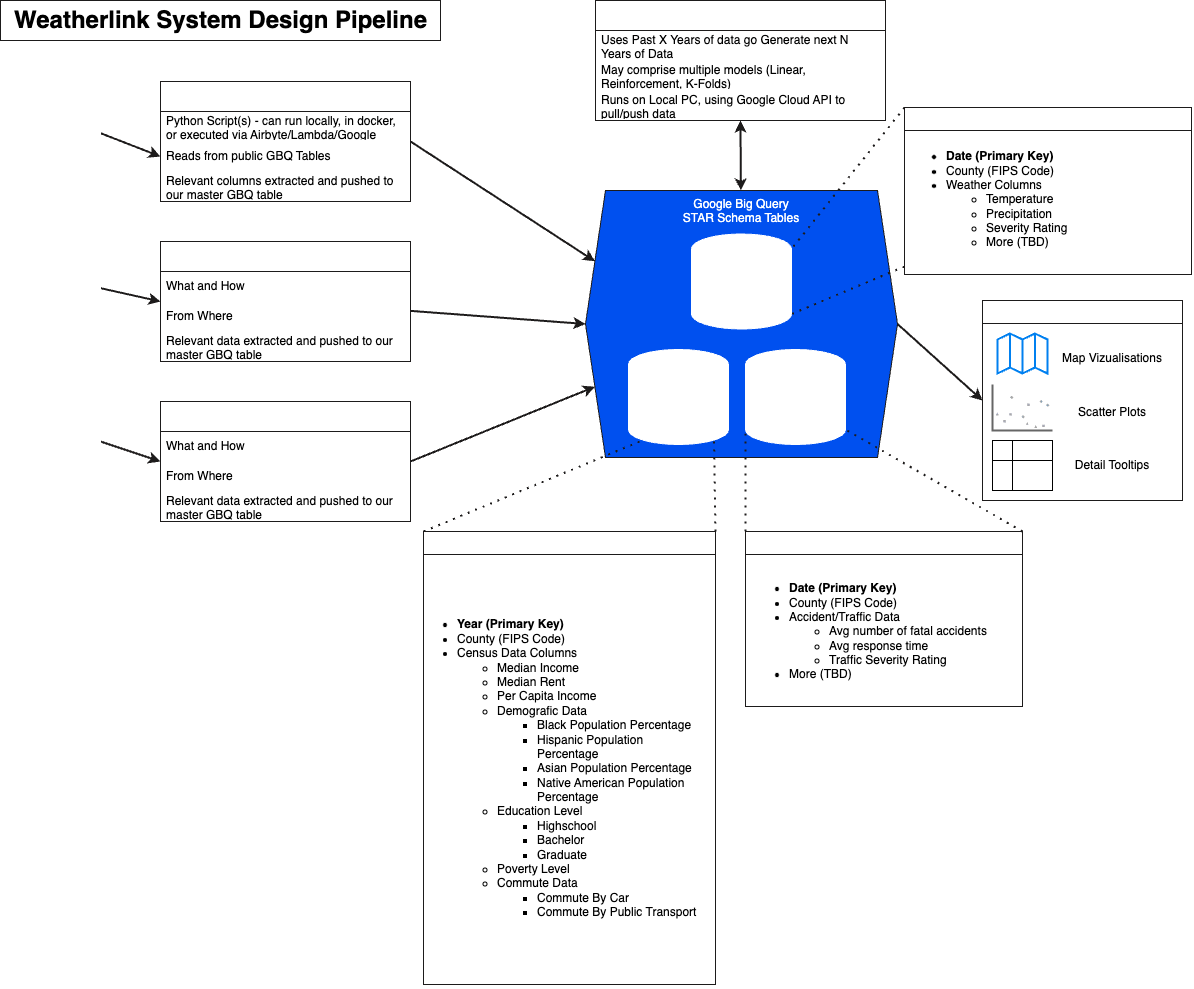 Weatherlink System Design Pipeline
Uses Past X Years of data go Generate next N
Years of Data
May comprise multiple models (Linear,
Reinforcement, K-Folds)
Runs on Local PC, using Google Cloud API to
pull/push data
Python Script(s) - can run locally, in docker,
or executed via Airbyte/Lambda/Google
Reads from public GBQ Tables
Relevant columns extracted and pushed to
our master GBQ table
What and How
From Where
Relevant data extracted and pushed to our
master GBQ table
What and How
From Where
Relevant data extracted and pushed to our
master GBQ table
Google Big Query
STAR Schema Tables
Date (Primary Key)
County (FIPS Code)
Weather Columns
Temperature
Precipitation
Severity Rating
More (TBD)
Map Vizualisations
Scatter Plots
Detail Tooltips
Year (Primary Key)
County (FIPS Code)
Census Data Columns
Median Income
Median Rent
Per Capita Income
Demografic Data
Black Population Percentage
Hispanic Population
Percentage
Asian Population Percentage
Native American Population
Percentage
Education Level
Highschool
Bachelor
Graduate
Poverty Level
Commute Data
Commute By Car
Commute By Public Transport
Date (Primary Key)
County (FIPS Code)
Accident/Traffic Data
Avg number of fatal accidents
Avg response time
Traffic Severity Rating
More (TBD)